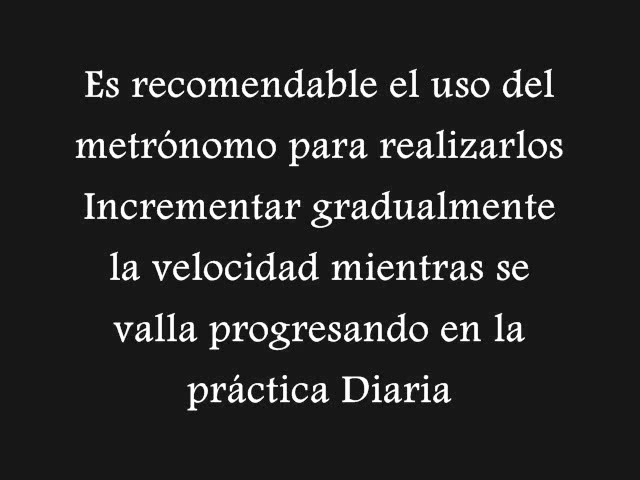 Es recomendable el uso del
metrónomo para realizarlos
Incrementar gradualmente
la velocidad mientras se
valla progresando en la
práctica Diaria